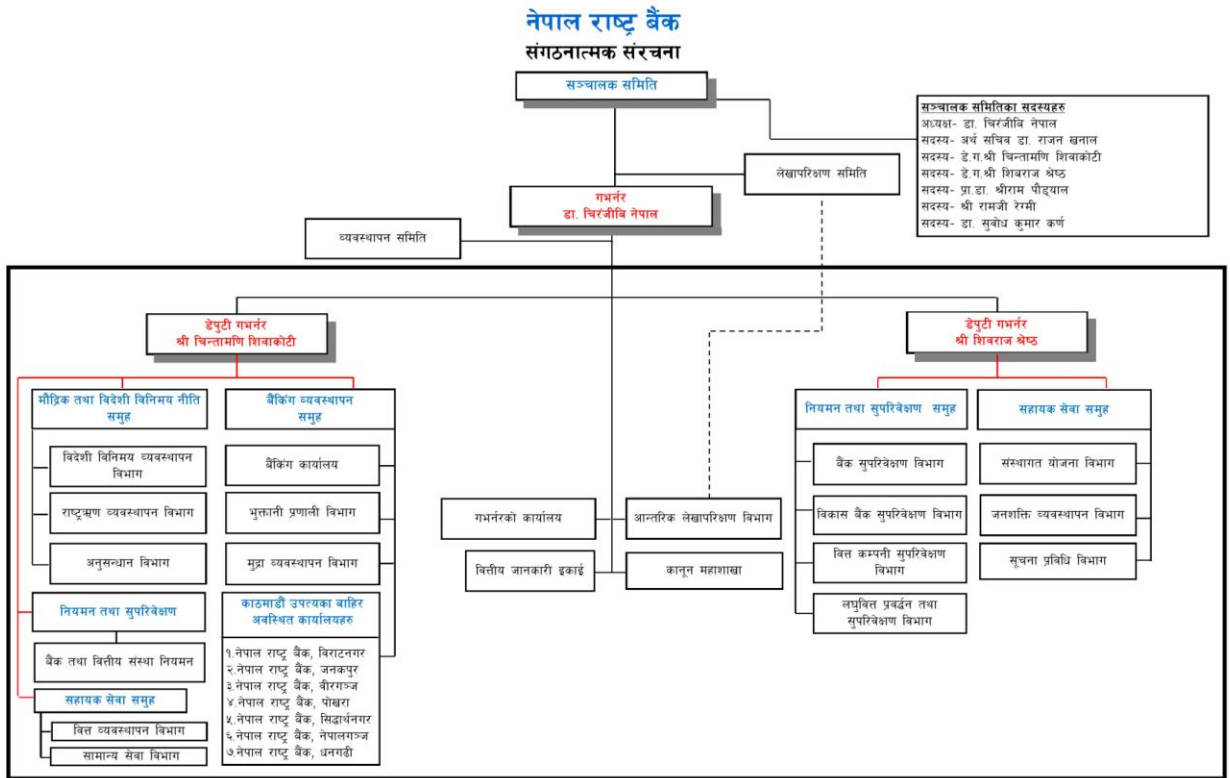 नेपाल राष्ट्र बैंक
संगठनात्मक संरचना
सञ्चालक समिति
सञ्चालक समितिका सदस्यहरु
अध्यक्ष- डा. चिरंजीबि नेपाल
सदस्य- अर्थ सचिव डा. राजन खनाल
सदस्य- डे.ग.श्री चिन्तामणि शिवाकोटी
सदस्य- डे.ग.श्री शिबराज श्रेष्ठ
सदस्य- प्रा.डा. श्रीराम पौड्याल
सदस्य- श्री रामजी रेग्मी
सदस्य- डा. सुवोध कुमार कर्ण
लेखापरिक्षण समिति
गभर्नर
डा. चिरंजीबि नेपाल
व्यवस्थापन समिति
डेपुटी गभर्नर
श्री चिन्तामणि शिवाकोटी
डेपुटी गभर्नर
श्री शिवराज श्रेष्ठ
मौद्रिक तथा विदेशी विनिमय नीति
समुह
विदेशी विनिमय व्यवस्थापन
विभाग
राष्ट्रऋण व्यवस्थापन विभाग
अनुसन्धान विभाग
नियमन तथा सुपरिवेक्षण
बैंक तथा वित्तीय संस्था नियमन
सहायक सेवा समुह
वित्त व्यवस्थापन विभाग
सामान्य सेवा विभाग
बैंकिंग व्यवस्थापन
समुह
बैंकिंग कार्यालय
भुक्तानी प्रणाली विभाग
मुद्रा व्यवस्थापन विभाग
काठमाडौं उपत्यका बाहिर
अवस्थित कार्यालयहरु
१.नेपाल राष्ट्र बैंक, विराटनगर
२.नेपाल राष्ट्र बैंक, जनकपुर
३.नेपाल राष्ट्र बैंक, वीरगञ्ज
४.नेपाल राष्ट्र बैंक, पोखरा
५.नेपाल राष्ट्र बैंक, सिद्धार्थनगर
६.नेपाल राष्ट्र बैंक, नेपालगञ्ज
७.नेपाल राष्ट्र बैंक, धनगढी
गभर्नरको कार्यालय
आन्तरिक लेखापरिक्षण विभाग
वित्तीय जानकारी इकाई
कानून महाशाखा
नियमन तथा सुपरिवेक्षण समुह
बैंक सुपरिवेक्षण विभाग
विकास बैंक सुपरिवेक्षण विभाग
वित्त कम्पनी सुपरिवेक्षण
विभाग
लघुवित्त प्रवर्द्धन तथा
सुपरिवेक्षण विभाग
सहायक सेवा समुह
संस्थागत योजना विभाग
जनशक्ति व्यवस्थापन विभाग
सूचना प्रविधि विभाग